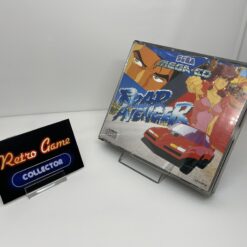 Retro Game
COLLECTOR
SEGA
MEGA-CD
ROAD
AVENGER